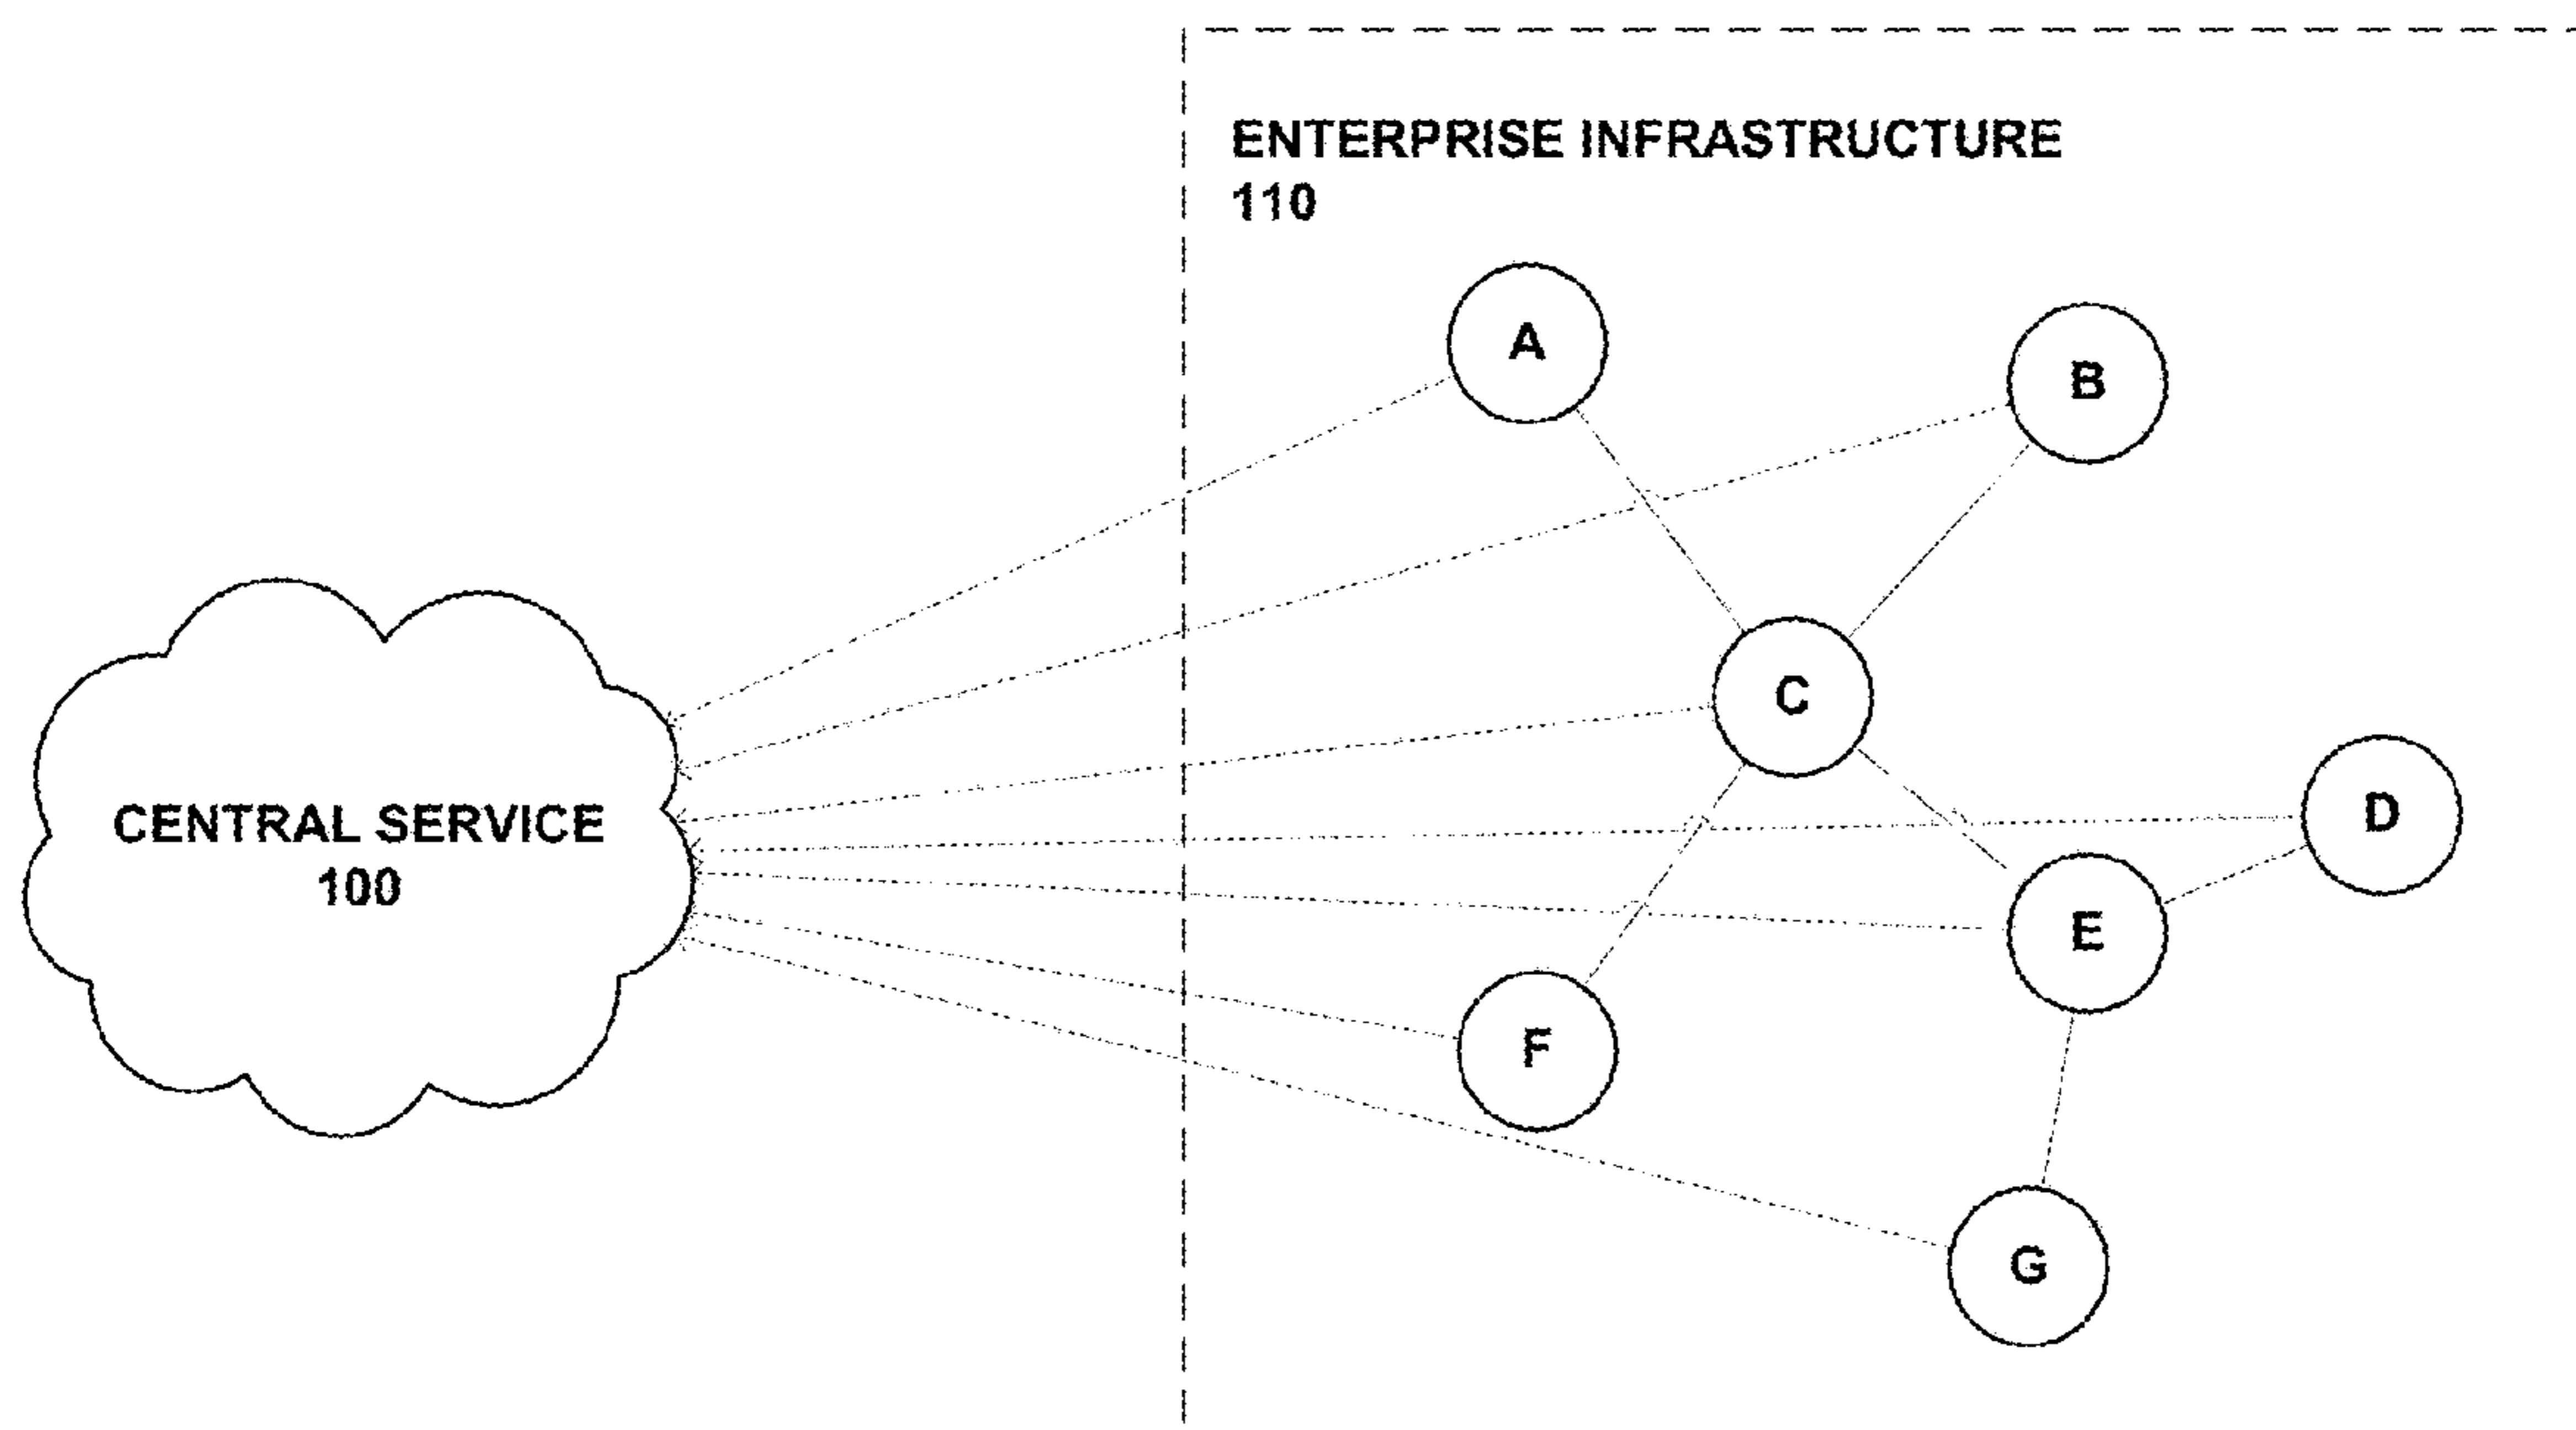 ENTERPRISE INFRASTRUCTURE
110
A
B
C
D
CENTRAL SERVICE
100
E
F
G